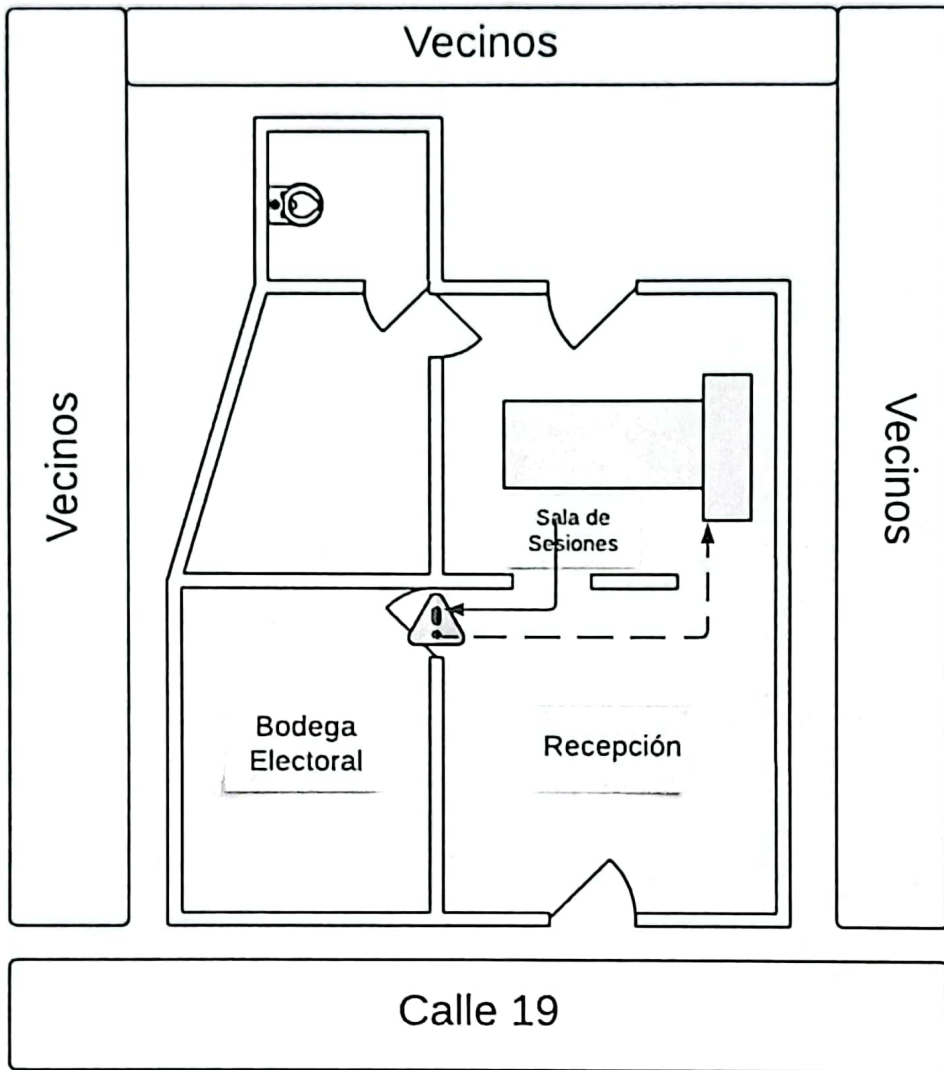 Vecinos
Vecinos
Vecinos
Sala de
Sesiones
Bodega
Electoral
Recepción
Calle 19